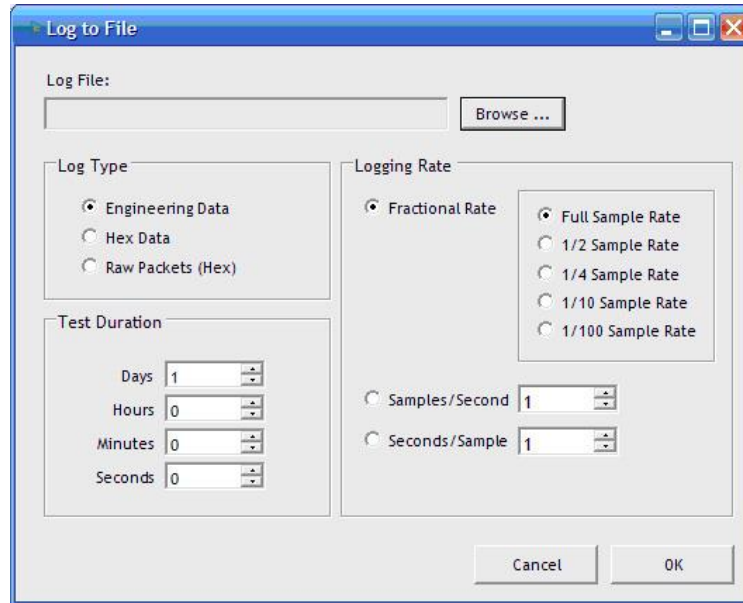 Log to File
Log File:
Browse ...
Log Type
Engineering Data
Hex Data
Raw Packets (Hex)
Test Duration
Days 1
Hours 0
Minutes 0
Seconds 0
Logging Rate
Fractional Rate
Full Sample Rate
1/2 Sample Rate
1/4 Sample Rate
1/10 Sample Rate
1/100 Sample Rate
Samples/Second 1
Seconds/Sample 1
Cancel OK